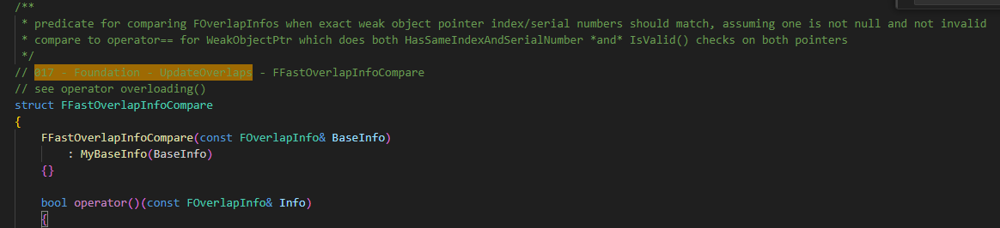 /**
* predicate for comparing FOverlapInfos when exact weak object pointer index/serial numbers should match, assuming one is not null and not invalid
* compare to operator== for WeakObjectPtr which does both HasSameIndexAndSerialNumber *and* IsValid() checks on both pointers
*/
// 017 - Foundation - UpdateOverlaps - FFastOverlapInfoCompare
// see operator overloading()
struct FFastOverlapInfoCompare
{
FFastOverlapInfoCompare(const FOverlapInfo& BaseInfo)
: MyBaseInfo(BaseInfo)
{}
bool operator()(const FOverlapInfo& Info)
{